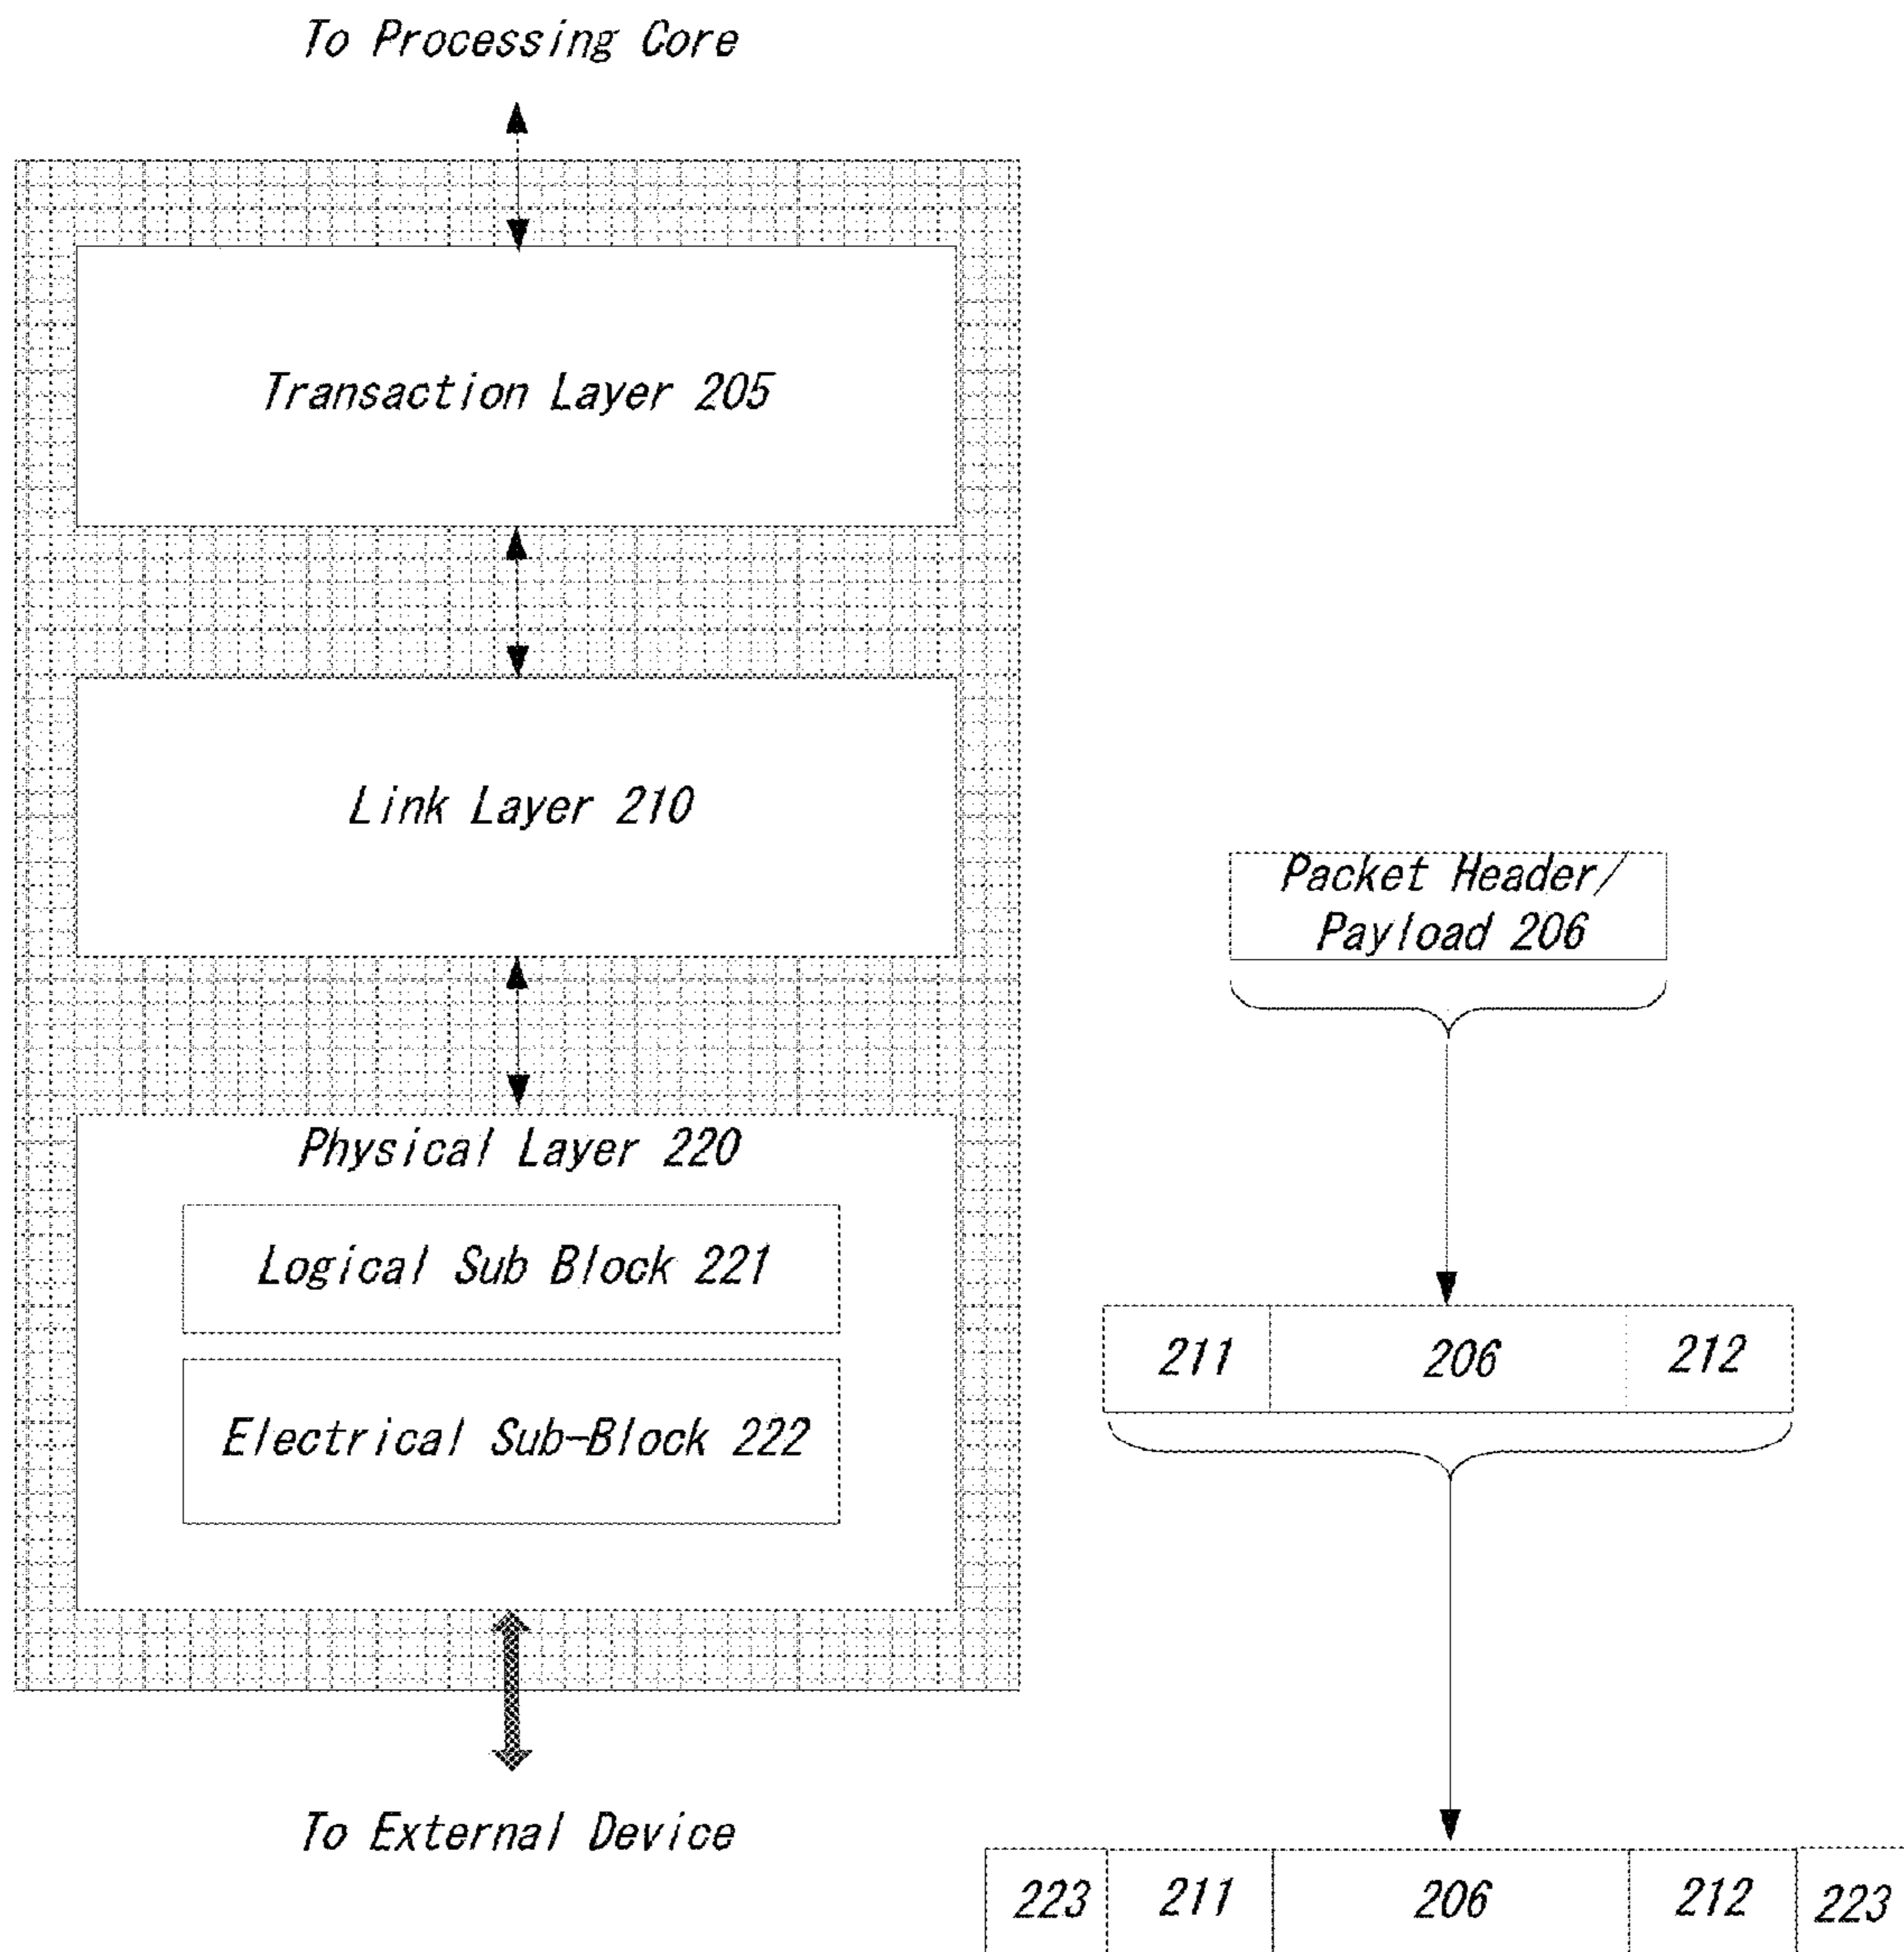 To Processing Core
Transaction Layer 205
Link Layer 210
Packet Header/
Payload 206
Physical Layer 220
Logical Sub Block 221
211 206 212
Electrical Sub-Block 222
To External Device
223 211 206 212 223